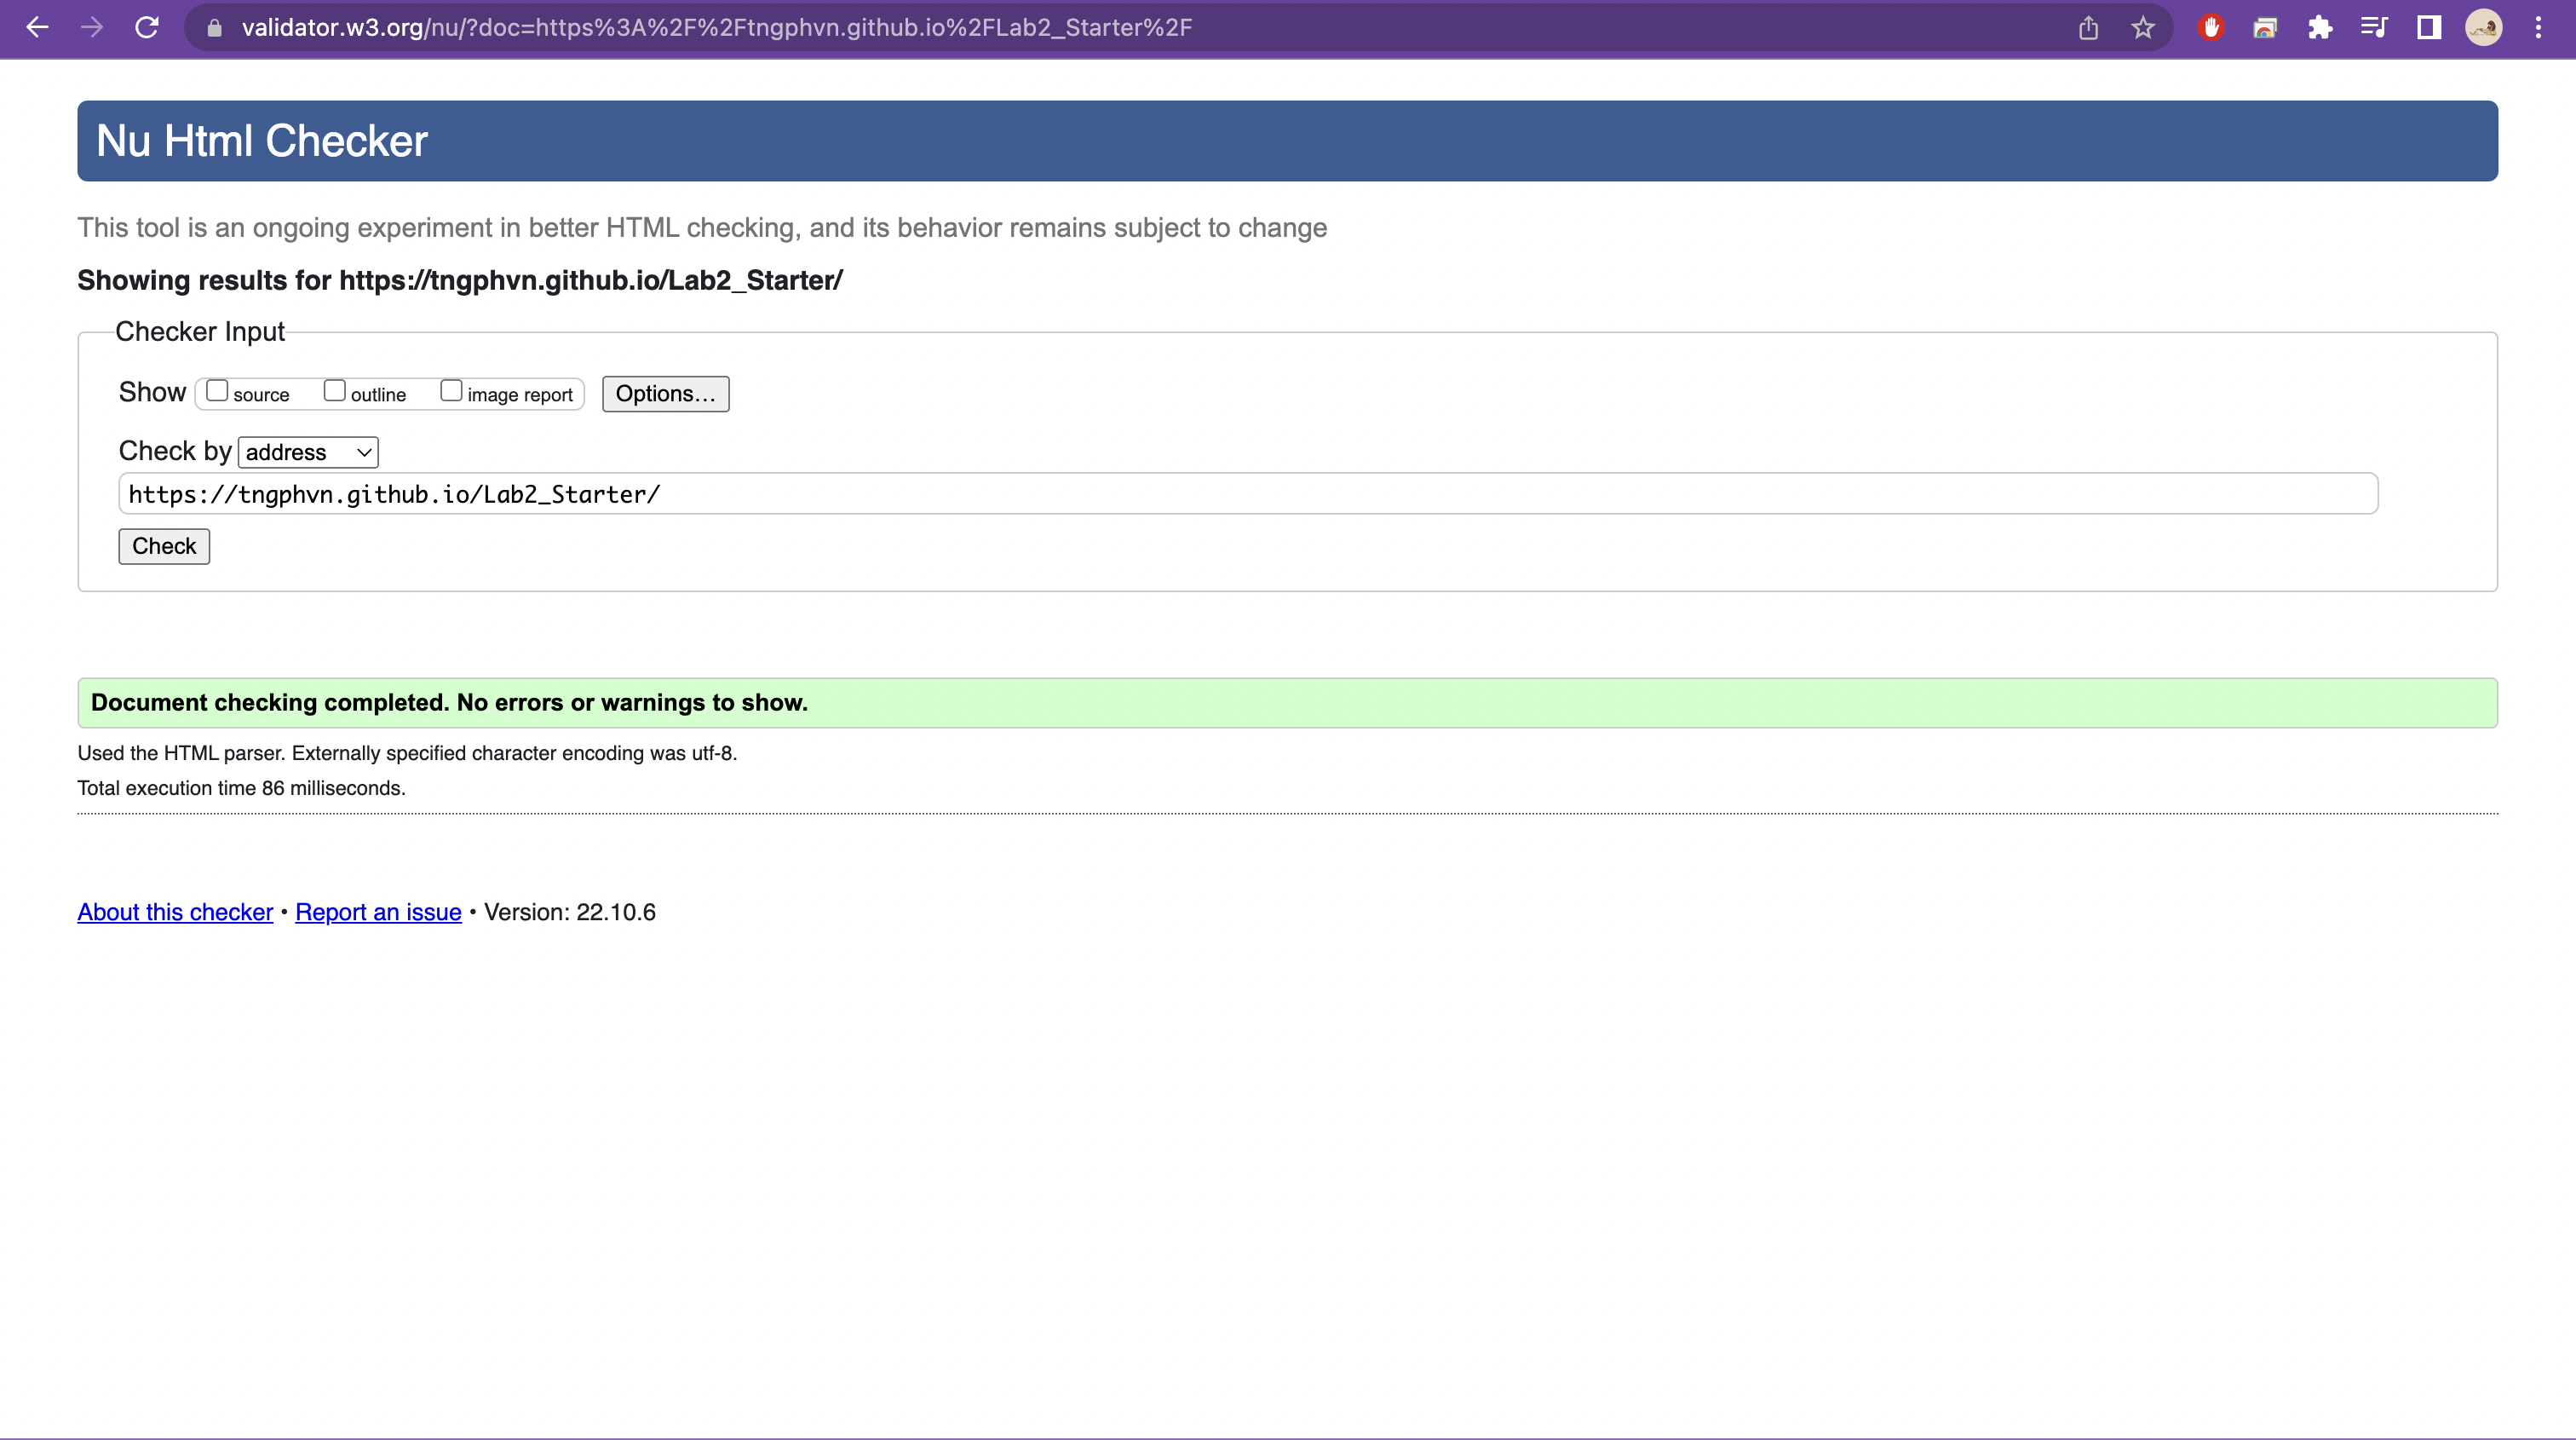 validator.w3.org/nu/?doc=https%3A%2F%2Ftngphvn.github.io%2FLab2_Starter%2F
Nu Html Checker
This tool is an ongoing experiment in better HTML checking, and its behavior remains subject to change
Showing results for https://tngphvn.github.io/Lab2_Starter/
Checker Input
Show source outline image report Options...
Check by address
https://tngphvn.github.io/Lab2_Starter/
Check
Document checking completed. No errors or warnings to show.
Used the HTML parser. Externally specified character encoding was utf-8.
Total execution time 86 milliseconds.
About this checker • Report an issue • Version: 22.10.6